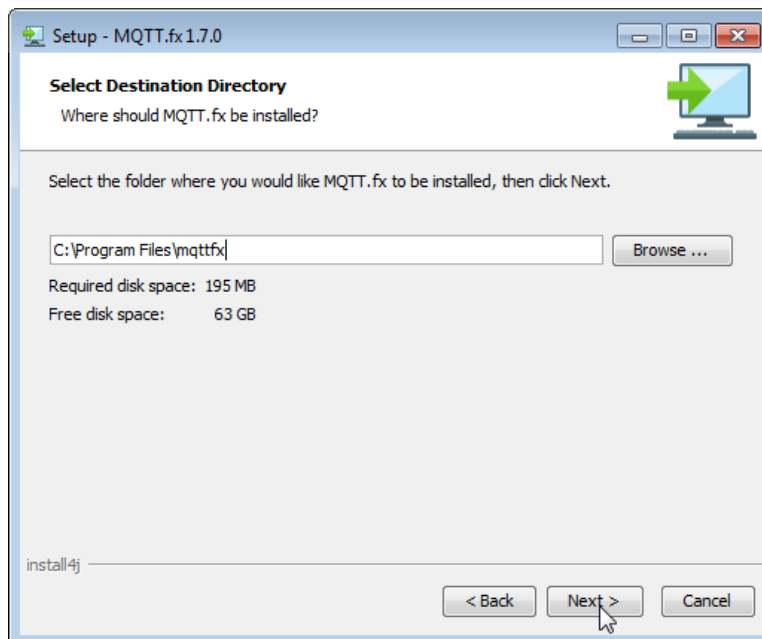 Setup - MQTT.fx 1.7.0
Select Destination Directory
Where should MQTT.fx be installed?
Select the folder where you would like MQTT.fx to be installed, then click Next.
C:\Program Files\mqttfx
Browse ...
Required disk space: 195 MB
Free disk space: 63 GB
install4j
< Back Next > Cancel